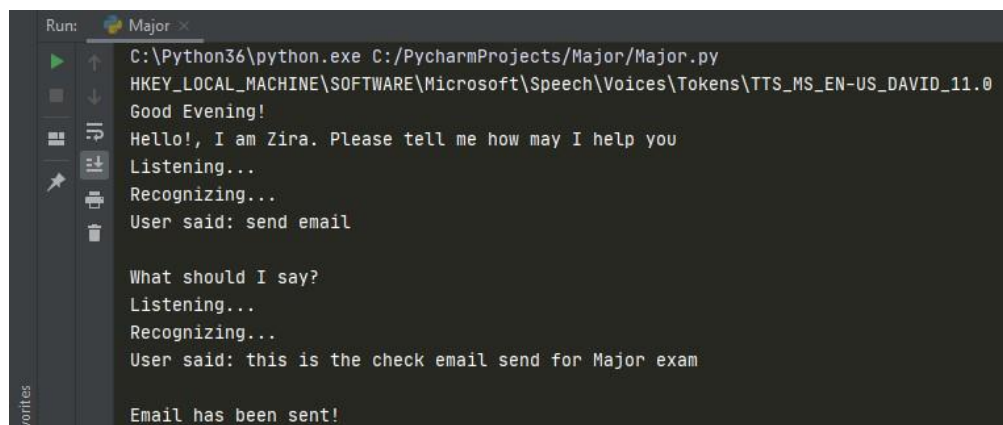 Run: Major
C:\Python36\python.exe C:/PycharmProjects/Major/Major.py
HKEY_LOCAL_MACHINE\SOFTWARE\Microsoft\Speech\Voices\Tokens\TTS_MS_EN-US_DAVID_11.0
Good Evening!
Hello!, I am Zira. Please tell me how may I help you
Listening...
Recognizing...
User said: send email
What should I say?
Listening...
Recognizing...
User said: this is the check email send for Major exam
Email has been sent!